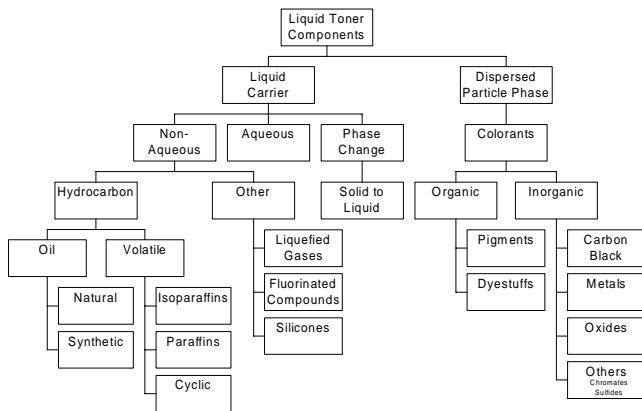 Liquid Toner
Components
Liquid
Carrier
Dispersed
Particle Phase
Non-
Aqueous
Aqueous
Phase
Change
Colorants
Hydrocarbon
Other
Solid to
Liquid
Organic
Inorganic
Oil
Volatile
Liquefied
Gases
Pigments
Carbon
Black
Natural
Isoparaffins
Fluorinated
Compounds
Dyestuffs
Metals
Synthetic
Paraffins
Silicones
Oxides
Cyclic
Others
Chromates
Sulfides